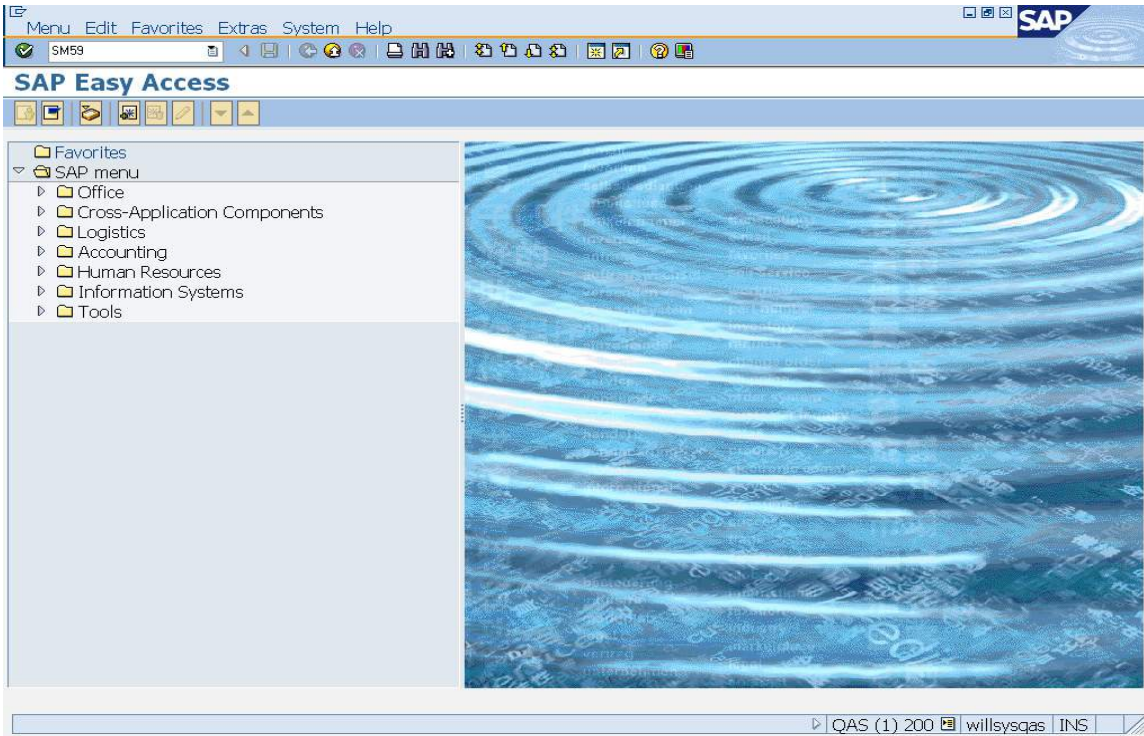 Menu Edit Favorites Extras System Help
SAP
SM59
SAP Easy Access
Favorites
SAP menu
Office
Cross-Application Components
Logistics
Accounting
Human Resources
Information Systems
Tools
QAS (1) 200 willsysqas INS